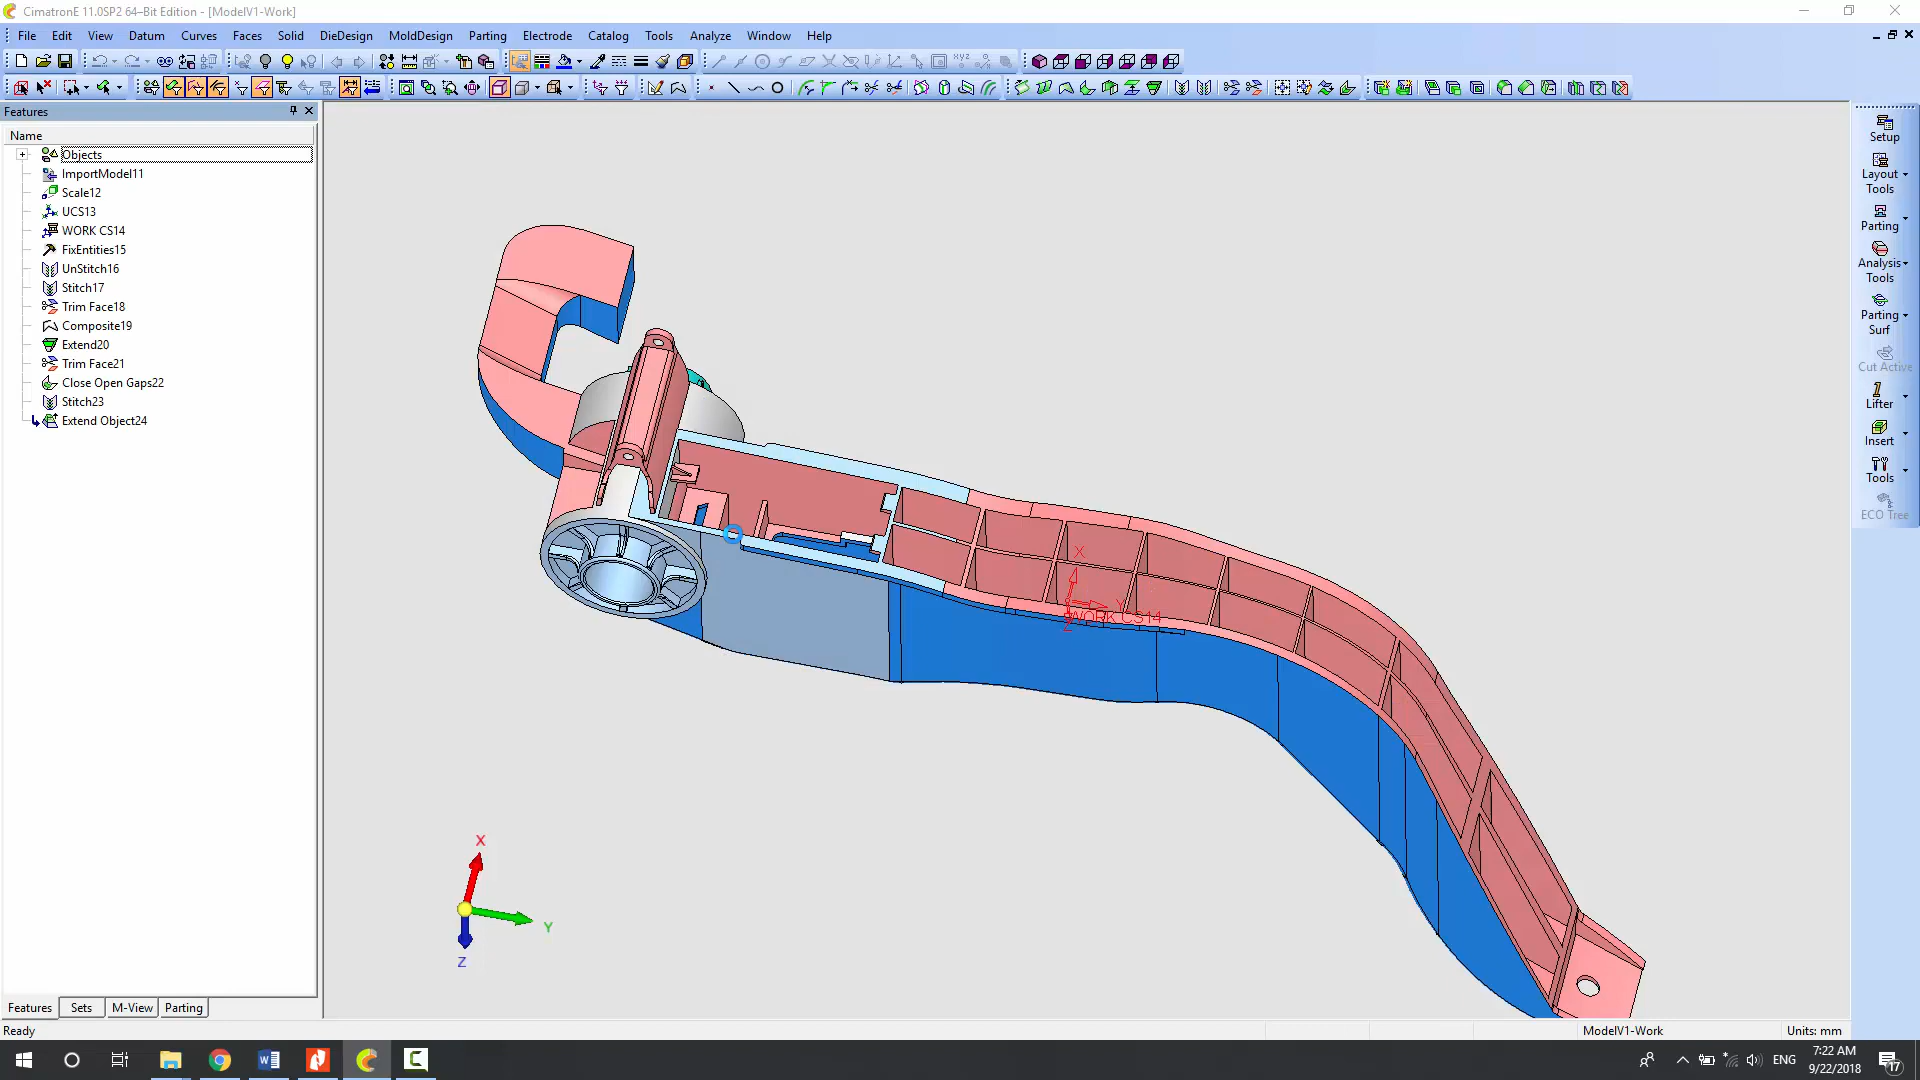 CimatronE 11.0SP2 64–Bit Edition - [ModelV1-Work]
File Edit View Datum Curves Faces Solid DieDesign MoldDesign Parting Electrode Catalog Tools Analyze Window Help
Features
Name
Objects
ImportModel11
Scale12
UCS13
WORK CS14
FixEntities15
UnStitch16
Stitch17
Trim Face18
Composite19
Extend20
Trim Face21
Close Open Gaps22
Stitch23
Extend Object24
X
Y
WORK CS14
Z
X
Y
Z
Setup
Layout
Tools
Parting
Analysis
Tools
Parting
Surf
Cut Active
Lifter
Insert
Tools
ECO Tree
Features Sets M-View Parting
Ready ModelV1-Work Units: mm
ENG 7:22 AM
9/22/2018
17